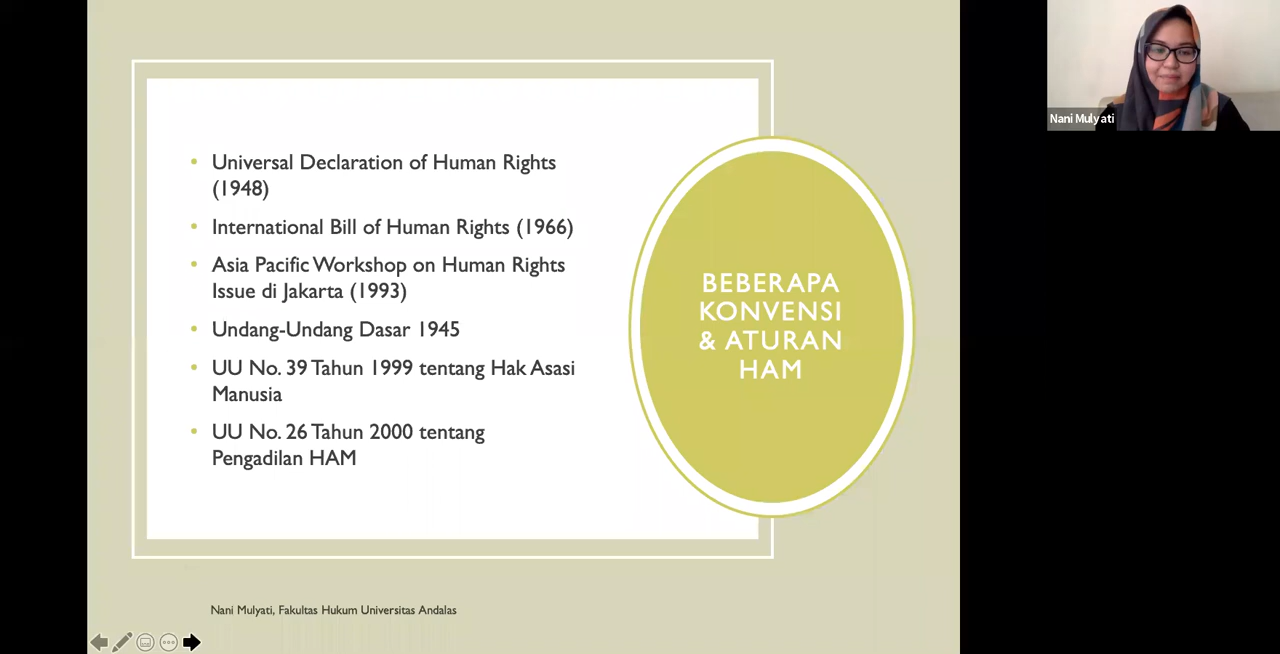 Universal Declaration of Human Rights
(1948)
International Bill of Human Rights (1966)
Asia Pacific Workshop on Human Rights
Issue di Jakarta (1993)
Undang-Undang Dasar 1945
UU No. 39 Tahun 1999 tentang Hak Asasi
Manusia
UU No. 26 Tahun 2000 tentang
Pengadilan HAM
BEBERAPA
KONVENSI
& ATURAN
HAM
Nani Mulyati, Fakultas Hukum Universitas Andalas
Nani Mulyati